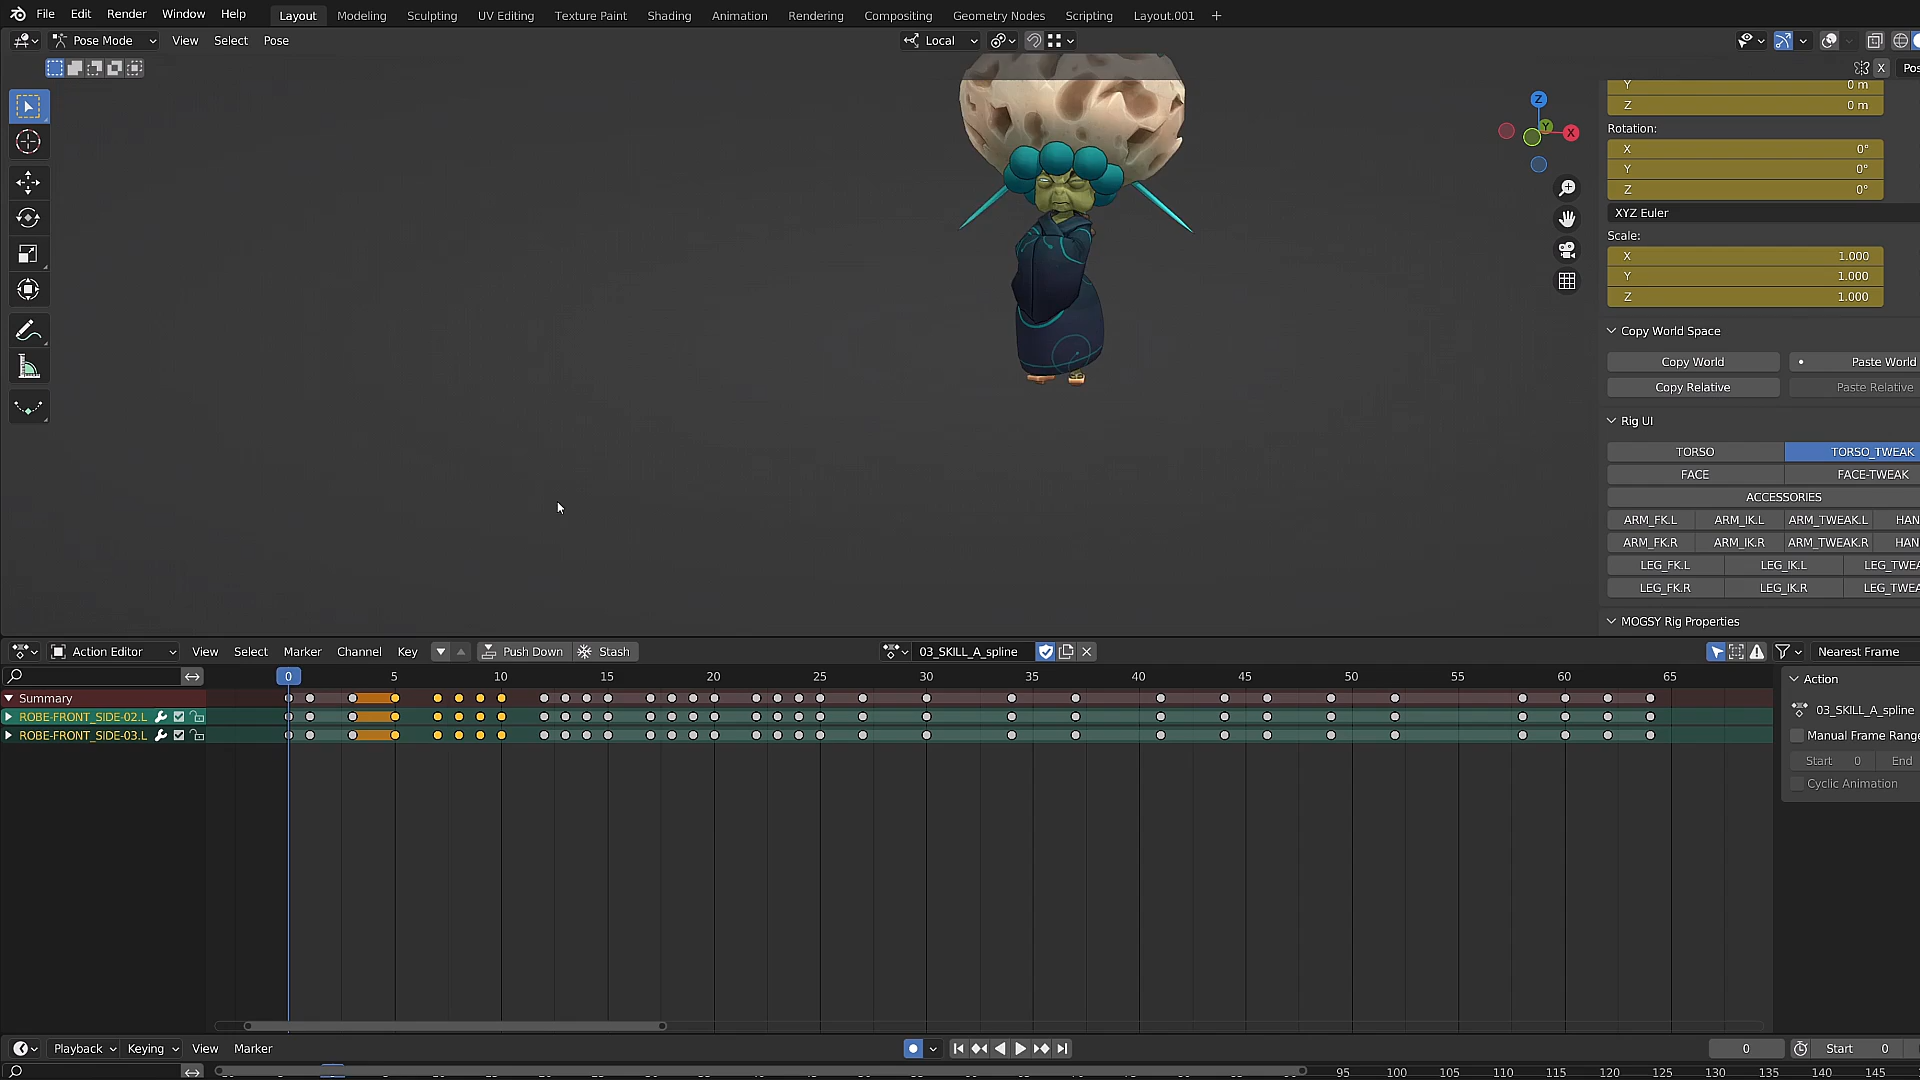 File Edit Render Window Help Layout Modeling Sculpting UV Editing Texture Paint Shading Animation Rendering Compositing Geometry Nodes Scripting Layout.001 +
Pose Mode View Select Pose Local
X Pos
Y 0 m
Z 0 m
Rotation:
X 0°
Y 0°
Z 0°
XYZ Euler
Scale:
X 1.000
Y 1.000
Z 1.000
Z
Y
X
Copy World Space
Copy World Paste World
Copy Relative Paste Relative
Rig UI
TORSO TORSO_TWEAK
FACE FACE-TWEAK
ACCESSORIES
ARM_FK.L ARM_IK.L ARM_TWEAK.L HAN
ARM_FK.R ARM_IK.R ARM_TWEAK.R HAN
LEG_FK.L LEG_IK.L LEG_TWEA
LEG_FK.R LEG_IK.R LEG_TWEA
MOGSY Rig Properties
Action Editor View Select Marker Channel Key Push Down Stash 03_SKILL_A_spline Nearest Frame
0 5 10 15 20 25 30 35 40 45 50 55 60 65
Summary
ROBE-FRONT_SIDE-02.L
ROBE-FRONT_SIDE-03.L
Action
03_SKILL_A_spline
Manual Frame Range
Start 0 End
Cyclic Animation
Playback Keying View Marker 0 Start 0
95 100 105 110 115 120 125 130 135 140 145